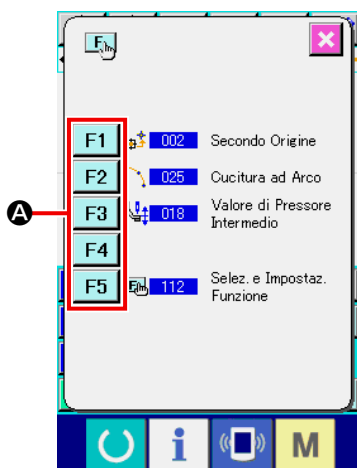 F
F1 002 Secondo Origine
F2 025 Cucitura ad Arco
A F3 018 Valore di Pressore
Intermedio
F4
F5 112 Selez. e Impostaz.
Funzione
i M